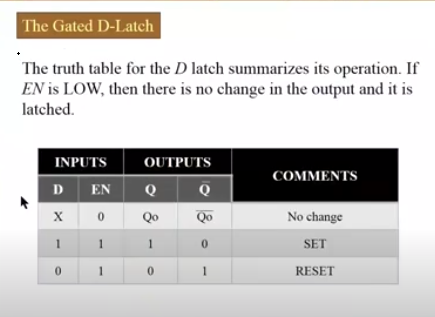 The Gated D-Latch
The truth table for the D latch summarizes its operation. If
EN is LOW, then there is no change in the output and it is
latched.
INPUTS OUTPUTS COMMENTS
D EN Q Q̅
X 0 Qo Q̅o̅ No change
1 1 1 0 SET
0 1 0 1 RESET